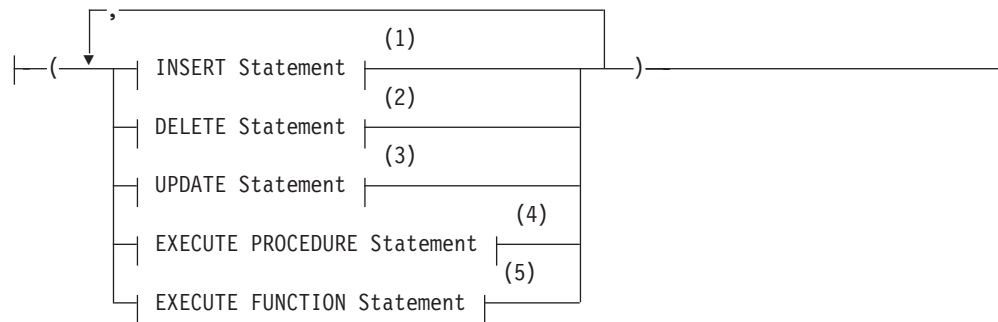 ,
(1)
( INSERT Statement )
(2)
DELETE Statement
(3)
UPDATE Statement
(4)
EXECUTE PROCEDURE Statement
(5)
EXECUTE FUNCTION Statement